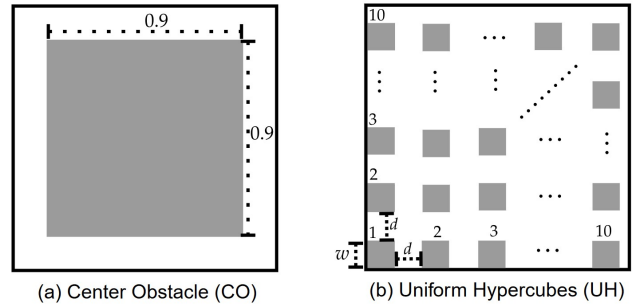 0.9
0.9
(a) Center Obstacle (CO)
10
3
2
1
d
2
3
10
w
d
(b) Uniform Hypercubes (UH)